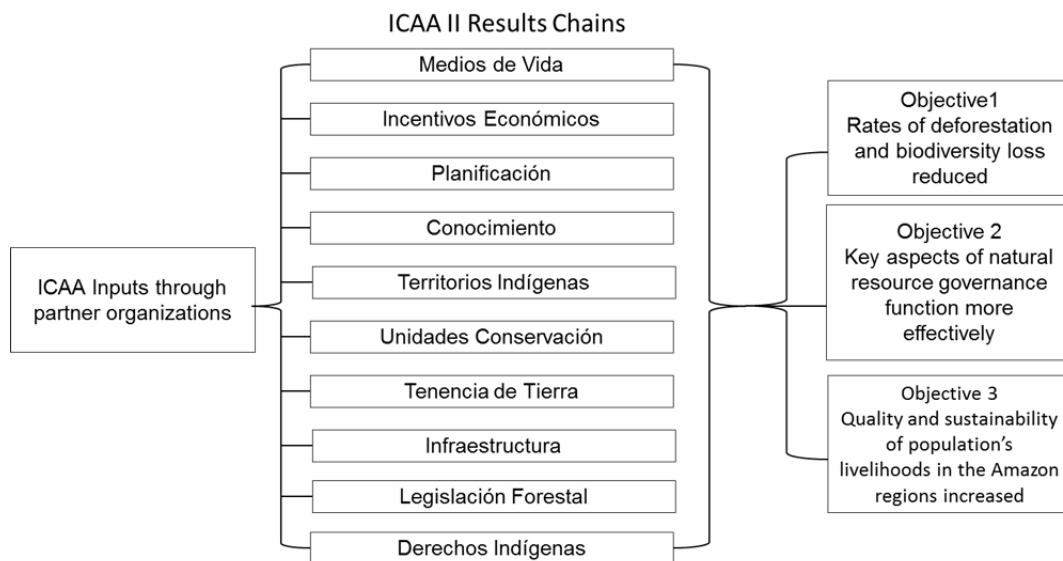 ICAA II Results Chains
ICAA Inputs through
partner organizations
Medios de Vida
Incentivos Económicos
Planificación
Conocimiento
Territorios Indígenas
Unidades Conservación
Tenencia de Tierra
Infraestructura
Legislación Forestal
Derechos Indígenas
Objective1
Rates of deforestation
and biodiversity loss
reduced
Objective 2
Key aspects of natural
resource governance
function more
effectively
Objective 3
Quality and sustainability
of population’s
livelihoods in the Amazon
regions increased